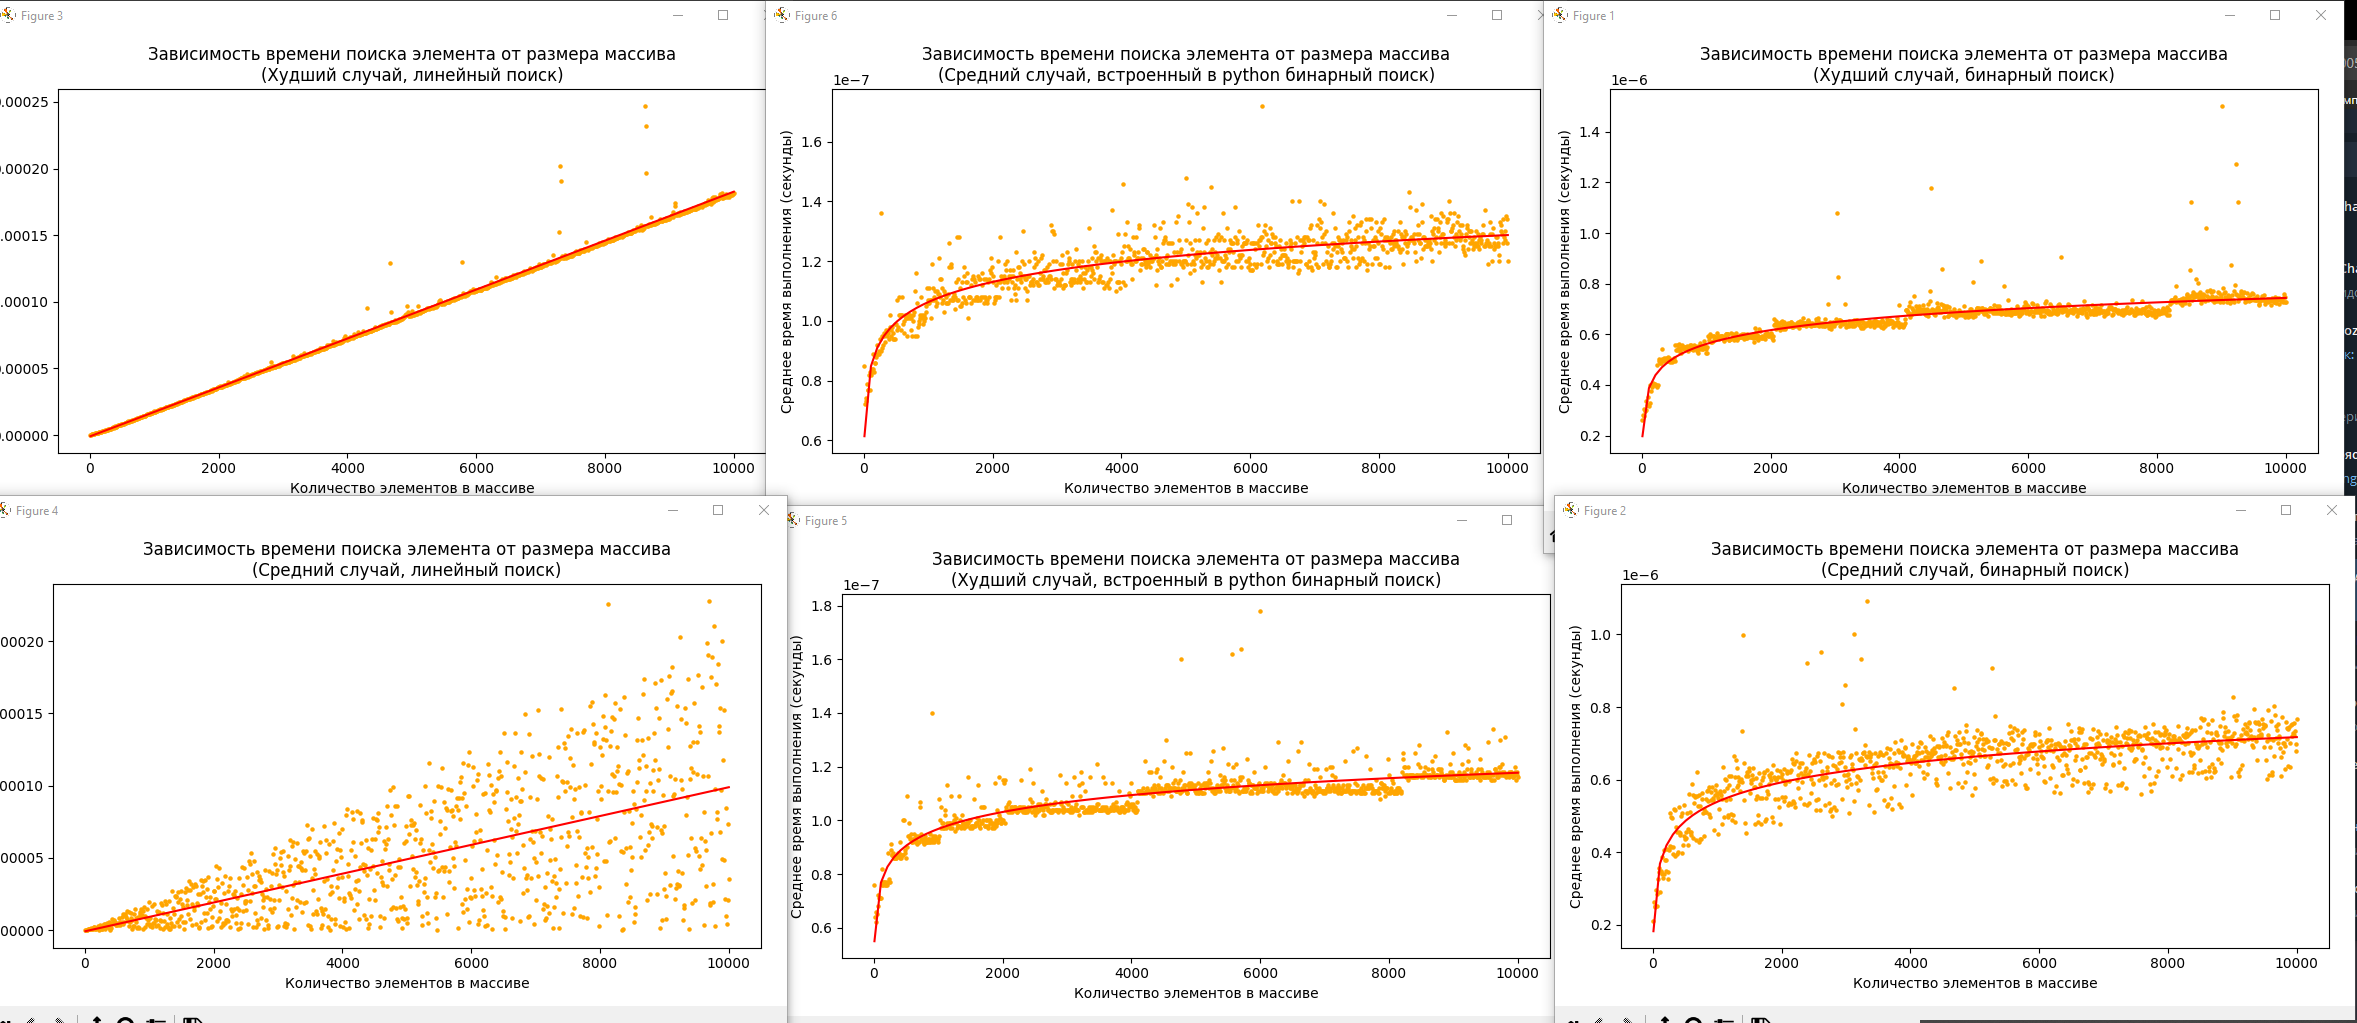 Figure 3
Зависимость времени поиска элемента от размера массива
(Худший случай, линейный поиск)
.00025
.00020
.00015
.00010
.00005
.00000
0 2000 4000 6000 8000 10000
Количество элементов в массиве
Figure 6
Зависимость времени поиска элемента от размера массива
(Средний случай, встроенный в python бинарный поиск)
1e−7
Среднее время выполнения (секунды)
1.6
1.4
1.2
1.0
0.8
0.6
0 2000 4000 6000 8000 10000
Количество элементов в массиве
Figure 1
Зависимость времени поиска элемента от размера массива
(Худший случай, бинарный поиск)
1e−6
Среднее время выполнения (секунды)
1.4
1.2
1.0
0.8
0.6
0.4
0.2
0 2000 4000 6000 8000 10000
Количество элементов в массиве
Figure 4
Зависимость времени поиска элемента от размера массива
(Средний случай, линейный поиск)
00020
00015
00010
00005
00000
0 2000 4000 6000 8000 10000
Количество элементов в массиве
Figure 5
Зависимость времени поиска элемента от размера массива
(Худший случай, встроенный в python бинарный поиск)
1e−7
Среднее время выполнения (секунды)
1.8
1.6
1.4
1.2
1.0
0.8
0.6
0 2000 4000 6000 8000 10000
Количество элементов в массиве
Figure 2
Зависимость времени поиска элемента от размера массива
(Средний случай, бинарный поиск)
1e−6
Среднее время выполнения (секунды)
1.0
0.8
0.6
0.4
0.2
0 2000 4000 6000 8000 10000
Количество элементов в массиве